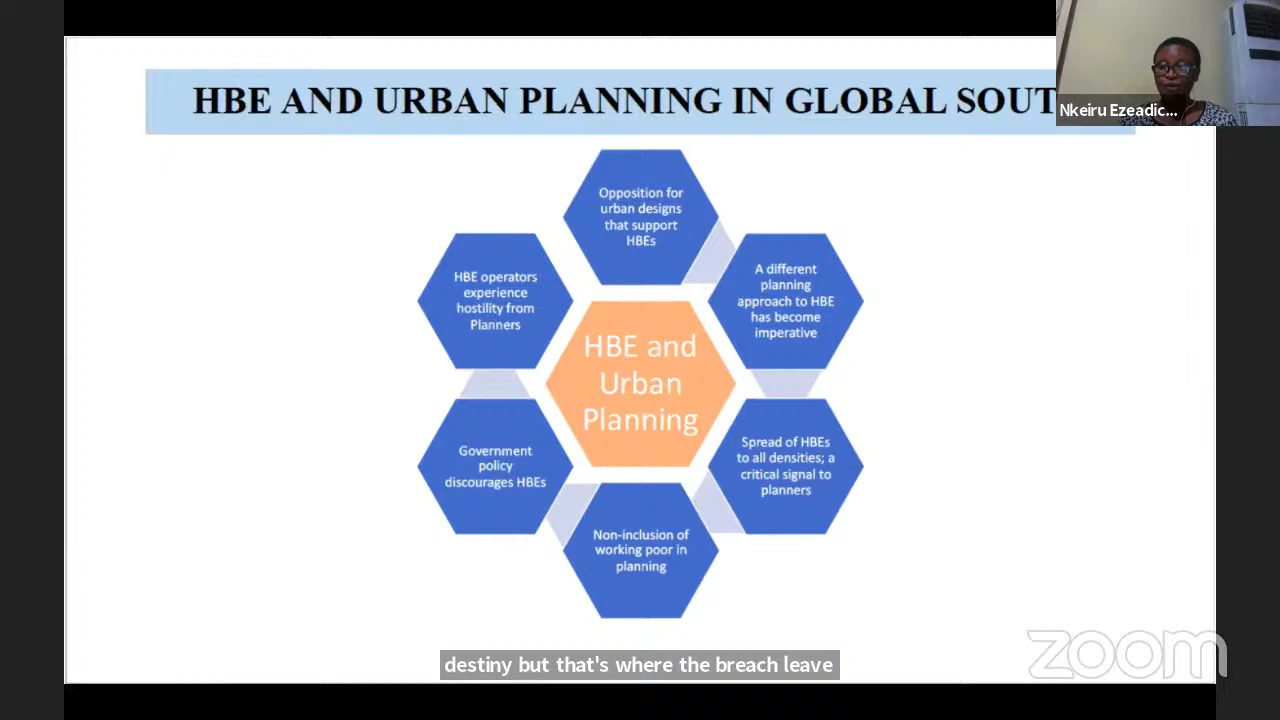 HBE AND URBAN PLANNING IN GLOBAL SOUT
Nkeiru Ezeadic...
Opposition for
urban designs
that support
HBEs
A different
planning
approach to HBE
has become
imperative
Spread of HBEs
to all densities; a
critical signal to
planners
Non-inclusion of
working poor in
planning
Government
policy
discourages HBEs
HBE operators
experience
hostility from
Planners
HBE and
Urban
Planning
destiny but that's where the breach leave
zoom